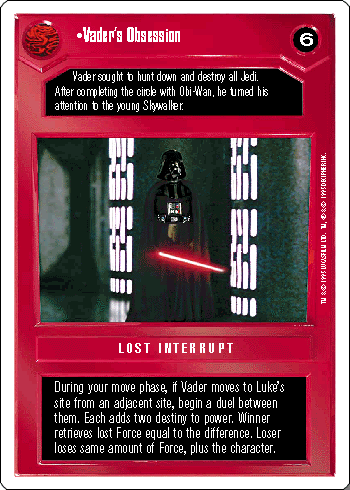 •Vader's Obsession
6
Vader sought to hunt down and destroy all Jedi.
After completing the circle with Obi-Wan, he turned his
attention to the young Skywalker.
LOST INTERRUPT
During your move phase, if Vader moves to Luke's
site from an adjacent site, begin a duel between
them. Each adds two destiny to power. Winner
retrieves lost Force equal to the difference. Loser
loses same amount of Force, plus the character.